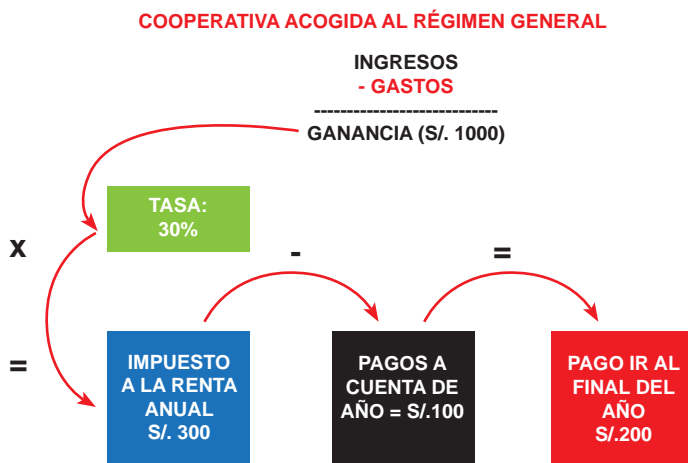 COOPERATIVA ACOGIDA AL RÉGIMEN GENERAL
INGRESOS
- GASTOS
----------------------------
GANANCIA (S/. 1000)
TASA:
30%
x
-
=
=
IMPUESTO
A LA RENTA
ANUAL
S/. 300
PAGOS A
CUENTA DE
AÑO = S/.100
PAGO IR AL
FINAL DEL
AÑO
S/.200